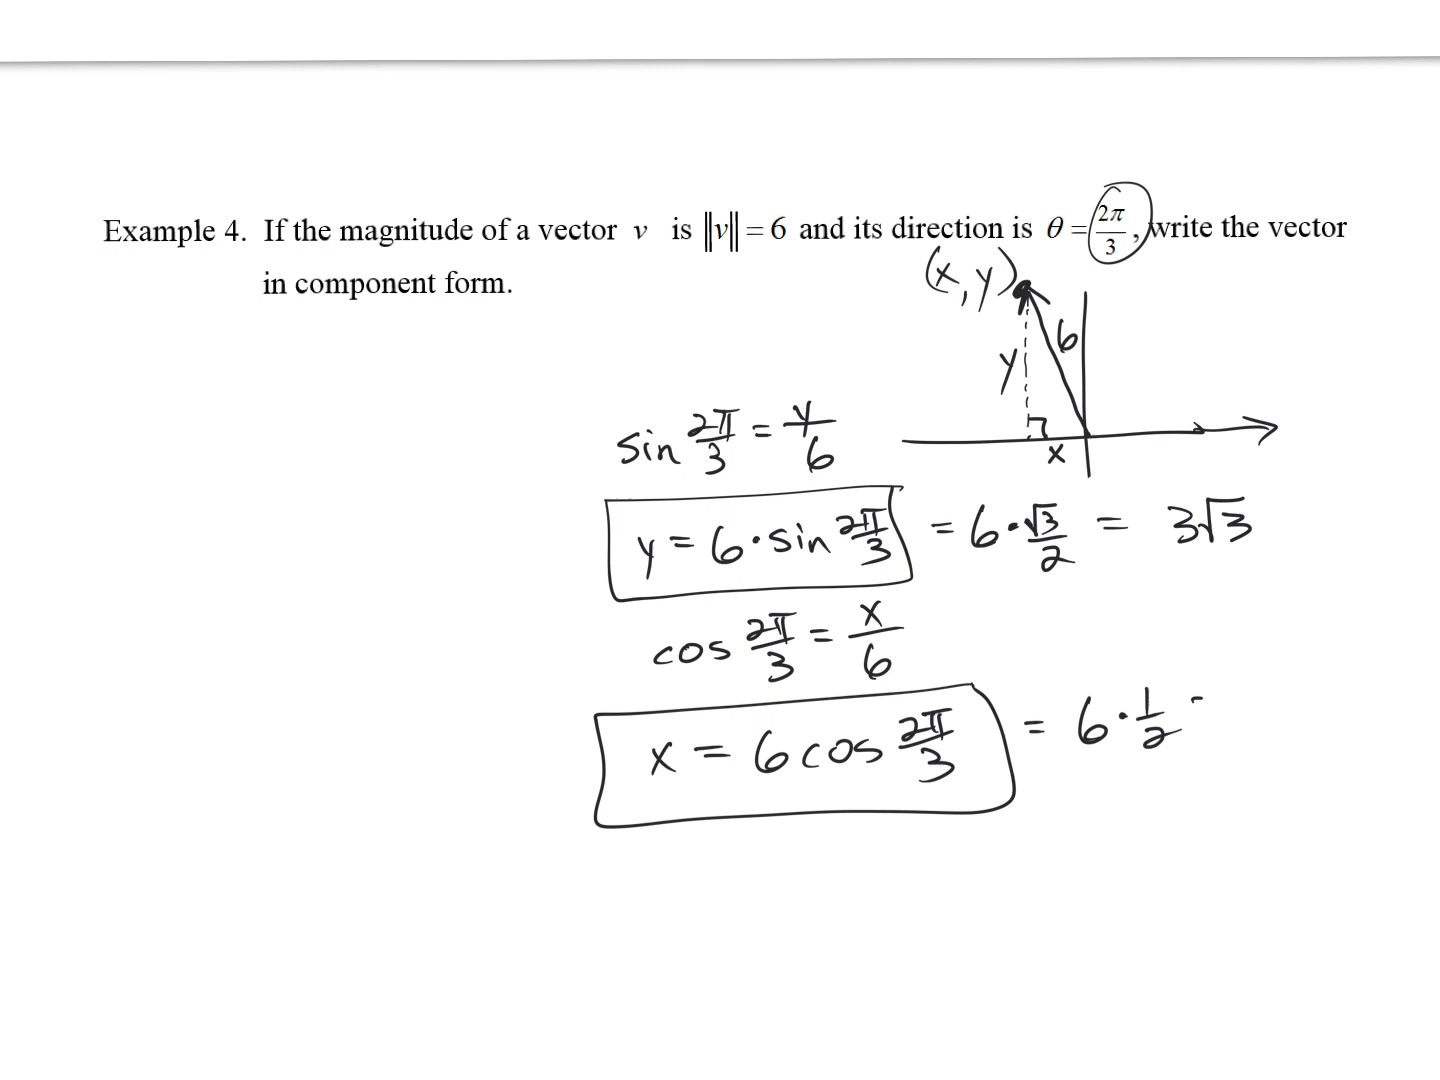 Example 4. If the magnitude of a vector v is ‖v‖ = 6 and its direction is θ = 2π/3, write the vector
in component form.
(x, y)
6
y
x
sin 2π/3 = y/6
y = 6 · sin 2π/3 = 6 · √3/2 = 3√3
cos 2π/3 = x/6
x = 6 cos 2π/3 = 6 · 1/2 -